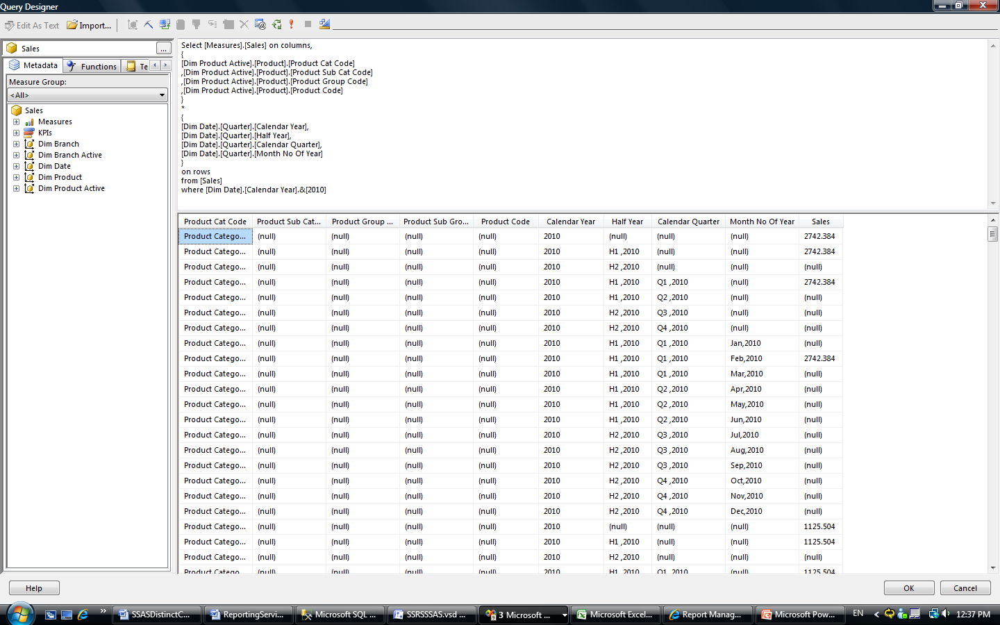 Query Designer
Edit As Text Import...
Sales ...
Metadata Functions Te
Measure Group:
<All>
Sales
Measures
KPIs
Dim Branch
Dim Branch Active
Dim Date
Dim Product
Dim Product Active
Select [Measures].[Sales] on columns,
{
[Dim Product Active].[Product].[Product Cat Code]
,[Dim Product Active].[Product].[Product Sub Cat Code]
,[Dim Product Active].[Product].[Product Group Code]
,[Dim Product Active].[Product].[Product Code]
}
*
{
[Dim Date].[Quarter].[Calendar Year],
[Dim Date].[Quarter].[Half Year],
[Dim Date].[Quarter].[Calendar Quarter],
[Dim Date].[Quarter].[Month No Of Year]
}
on rows
from [Sales]
where [Dim Date].[Calendar Year].&[2010]
Product Cat Code Product Sub Cat... Product Group ... Product Sub Gro... Product Code Calendar Year Half Year Calendar Quarter Month No Of Year Sales
Product Catego... (null) (null) (null) (null) 2010 (null) (null) (null) 2742.384
Product Catego... (null) (null) (null) (null) 2010 H1 ,2010 (null) (null) 2742.384
Product Catego... (null) (null) (null) (null) 2010 H2 ,2010 (null) (null) (null)
Product Catego... (null) (null) (null) (null) 2010 H1 ,2010 Q1 ,2010 (null) 2742.384
Product Catego... (null) (null) (null) (null) 2010 H1 ,2010 Q2 ,2010 (null) (null)
Product Catego... (null) (null) (null) (null) 2010 H2 ,2010 Q3 ,2010 (null) (null)
Product Catego... (null) (null) (null) (null) 2010 H2 ,2010 Q4 ,2010 (null) (null)
Product Catego... (null) (null) (null) (null) 2010 H1 ,2010 Q1 ,2010 Jan,2010 (null)
Product Catego... (null) (null) (null) (null) 2010 H1 ,2010 Q1 ,2010 Feb,2010 2742.384
Product Catego... (null) (null) (null) (null) 2010 H1 ,2010 Q1 ,2010 Mar,2010 (null)
Product Catego... (null) (null) (null) (null) 2010 H1 ,2010 Q2 ,2010 Apr,2010 (null)
Product Catego... (null) (null) (null) (null) 2010 H1 ,2010 Q2 ,2010 May,2010 (null)
Product Catego... (null) (null) (null) (null) 2010 H1 ,2010 Q2 ,2010 Jun,2010 (null)
Product Catego... (null) (null) (null) (null) 2010 H2 ,2010 Q3 ,2010 Jul,2010 (null)
Product Catego... (null) (null) (null) (null) 2010 H2 ,2010 Q3 ,2010 Aug,2010 (null)
Product Catego... (null) (null) (null) (null) 2010 H2 ,2010 Q3 ,2010 Sep,2010 (null)
Product Catego... (null) (null) (null) (null) 2010 H2 ,2010 Q4 ,2010 Oct,2010 (null)
Product Catego... (null) (null) (null) (null) 2010 H2 ,2010 Q4 ,2010 Nov,2010 (null)
Product Catego... (null) (null) (null) (null) 2010 H2 ,2010 Q4 ,2010 Dec,2010 (null)
Product Catego... (null) (null) (null) (null) 2010 (null) (null) (null) 1125.504
Product Catego... (null) (null) (null) (null) 2010 H1 ,2010 (null) (null) 1125.504
Product Catego... (null) (null) (null) (null) 2010 H2 ,2010 (null) (null) (null)
Product Catego... (null) (null) (null) (null) 2010 H1 ,2010 Q1 ,2010 (null) 1125.504
Help OK Cancel
SSASDistinctC... ReportingServi... Microsoft SQL ... SSRSSSAS.vsd ... 3 Microsoft ... Microsoft Excel... Report Manag... Microsoft Pow... EN 12:37 PM